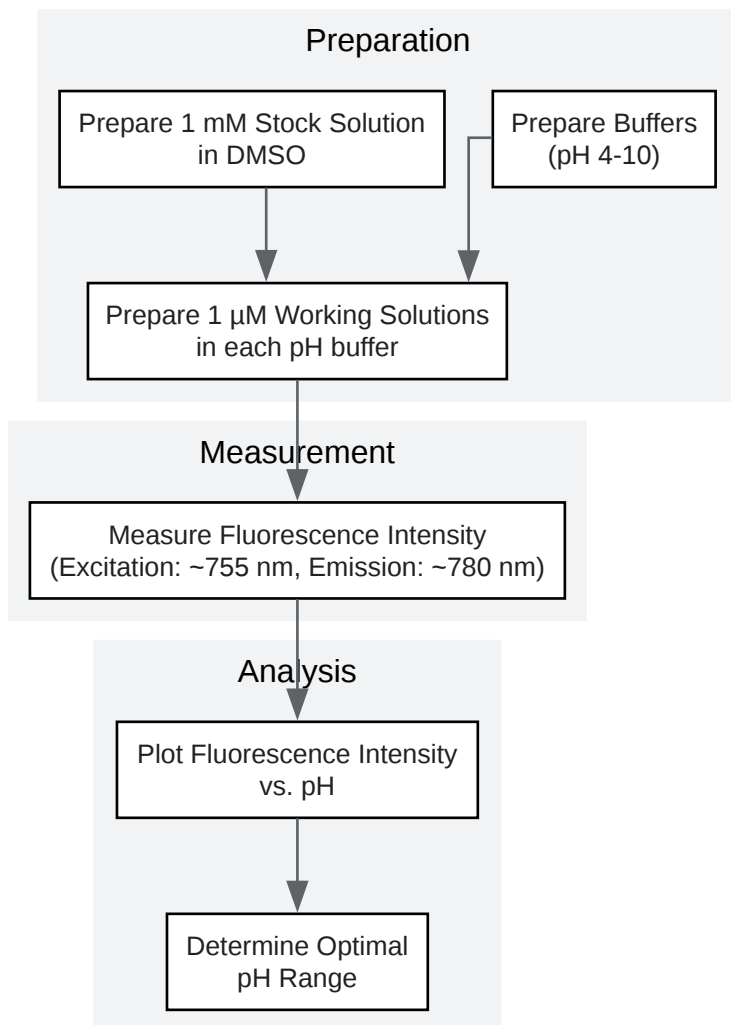 Preparation
Prepare 1 mM Stock Solution
in DMSO
Prepare Buffers
(pH 4-10)
Prepare 1 µM Working Solutions
in each pH buffer
Measurement
Measure Fluorescence Intensity
(Excitation: ~755 nm, Emission: ~780 nm)
Analysis
Plot Fluorescence Intensity
vs. pH
Determine Optimal
pH Range